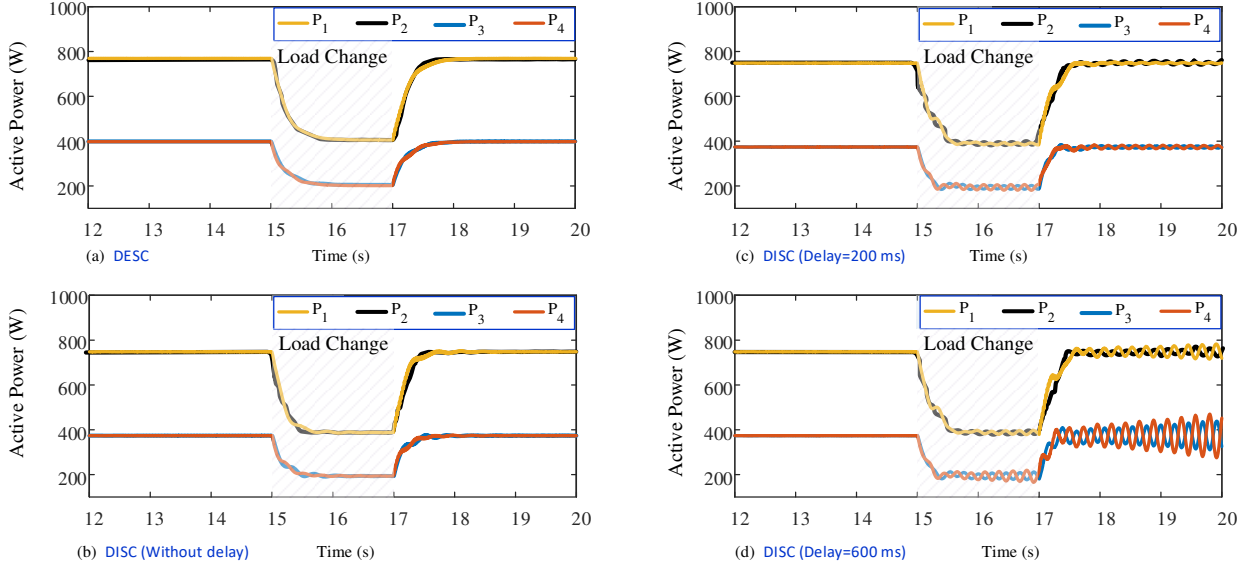 P1 P2 P3 P4
Load Change
1000
800
600
400
200
Active Power (W)
12 13 14 15 16 17 18 19 20
(a) DESC Time (s)
P1 P2 P3 P4
Load Change
1000
800
600
400
200
Active Power (W)
12 13 14 15 16 17 18 19 20
(b) DISC (Without delay) Time (s)
P1 P2 P3 P4
Load Change
1000
800
600
400
200
Active Power (W)
12 13 14 15 16 17 18 19 20
(c) DISC (Delay=200 ms) Time (s)
P1 P2 P3 P4
Load Change
1000
800
600
400
200
Active Power (W)
12 13 14 15 16 17 18 19 20
(d) DISC (Delay=600 ms) Time (s)